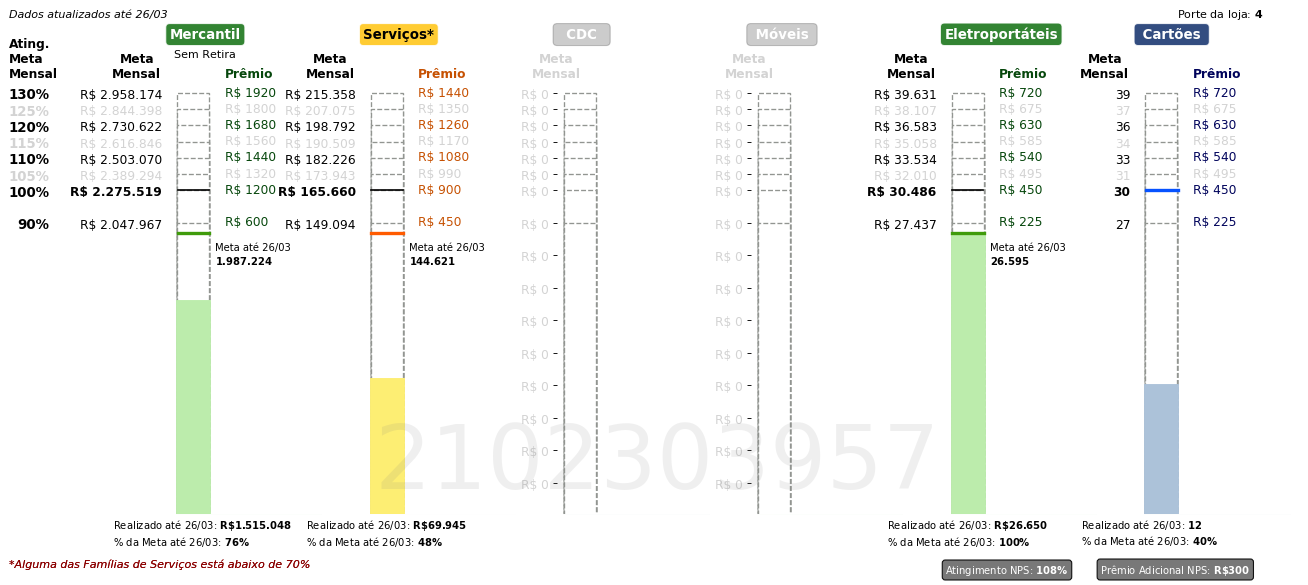 Dados atualizados até 26/03
Porte da loja: 4
Mercantil
Serviços*
CDC
Móveis
Eletroportáteis
Cartões
Sem Retira
Ating.
Meta
Mensal
Meta
Mensal
Prêmio
Meta
Mensal
Prêmio
Meta
Mensal
Meta
Mensal
Meta
Mensal
Prêmio
Meta
Mensal
Prêmio
130% R$ 2.958.174 R$ 1920 R$ 215.358 R$ 1440 R$ 0 R$ 0 R$ 39.631 R$ 720 39 R$ 720
125% R$ 2.844.398 R$ 1800 R$ 207.075 R$ 1350 R$ 0 R$ 0 R$ 38.107 R$ 675 37 R$ 675
120% R$ 2.730.622 R$ 1680 R$ 198.792 R$ 1260 R$ 0 R$ 0 R$ 36.583 R$ 630 36 R$ 630
115% R$ 2.616.846 R$ 1560 R$ 190.509 R$ 1170 R$ 0 R$ 0 R$ 35.058 R$ 585 34 R$ 585
110% R$ 2.503.070 R$ 1440 R$ 182.226 R$ 1080 R$ 0 R$ 0 R$ 33.534 R$ 540 33 R$ 540
105% R$ 2.389.294 R$ 1320 R$ 173.943 R$ 990 R$ 0 R$ 0 R$ 32.010 R$ 495 31 R$ 495
100% R$ 2.275.519 R$ 1200 R$ 165.660 R$ 900 R$ 0 R$ 0 R$ 30.486 R$ 450 30 R$ 450
90% R$ 2.047.967 R$ 600 R$ 149.094 R$ 450 R$ 0 R$ 0 R$ 27.437 R$ 225 27 R$ 225
Meta até 26/03
1.987.224
Meta até 26/03
144.621
Meta até 26/03
26.595
R$ 0 R$ 0
R$ 0 R$ 0
R$ 0 R$ 0
R$ 0 R$ 0
R$ 0 R$ 0
R$ 0 R$ 0
R$ 0 R$ 0
R$ 0 R$ 0
2102303957
Realizado até 26/03: R$1.515.048
% da Meta até 26/03: 76%
Realizado até 26/03: R$69.945
% da Meta até 26/03: 48%
Realizado até 26/03: R$26.650
% da Meta até 26/03: 100%
Realizado até 26/03: 12
% da Meta até 26/03: 40%
*Alguma das Famílias de Serviços está abaixo de 70%
Atingimento NPS: 108%
Prêmio Adicional NPS: R$300